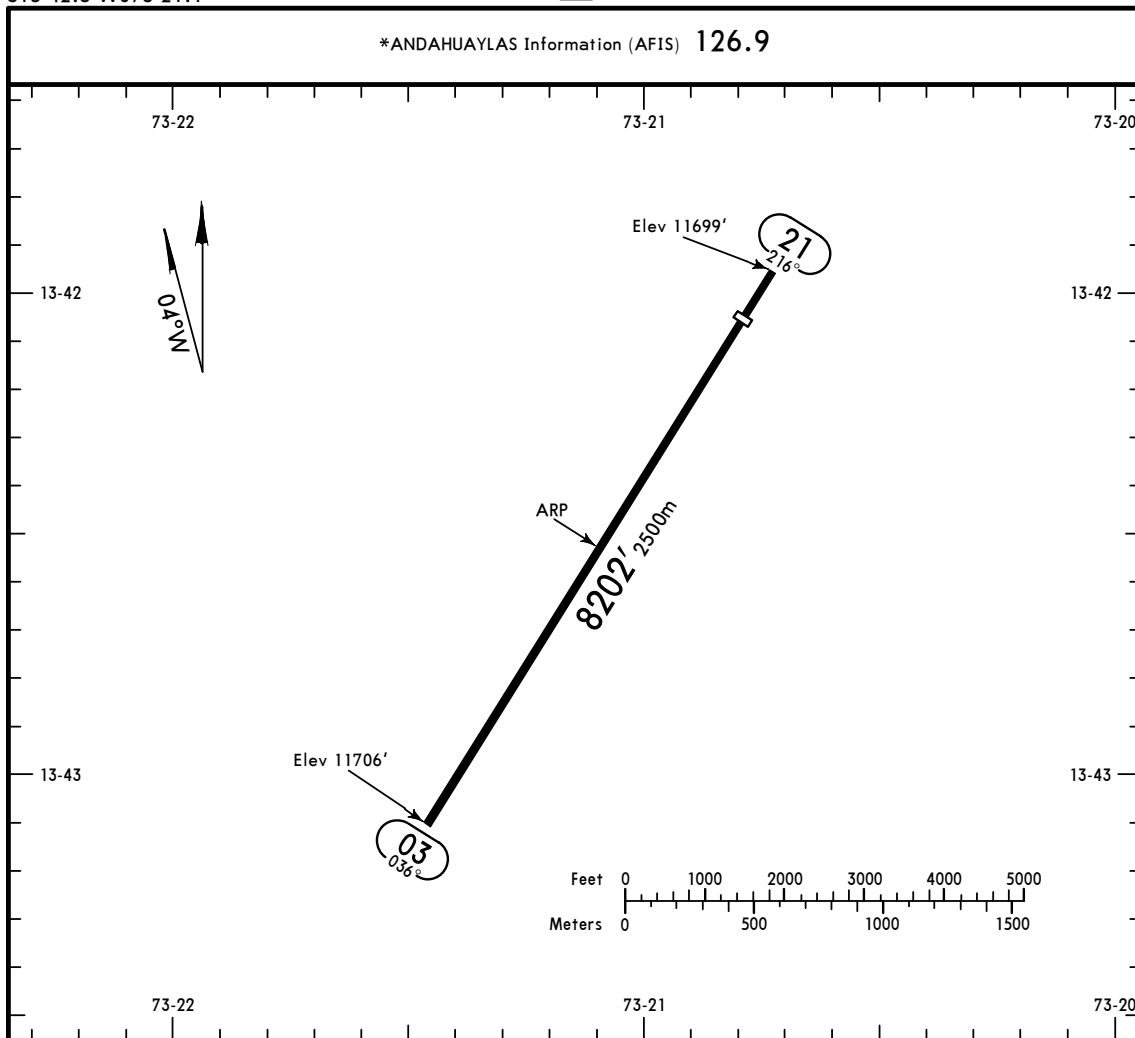 *ANDAHUAYLAS Information (AFIS) 126.9
73-22 73-21 73-20
Elev 11699'
21
216°
13-42 13-42
04°W
ARP
8202' 2500m
Elev 11706'
13-43 13-43
03
036°
Feet 0 1000 2000 3000 4000 5000
Meters 0 500 1000 1500
73-22 73-21 73-20